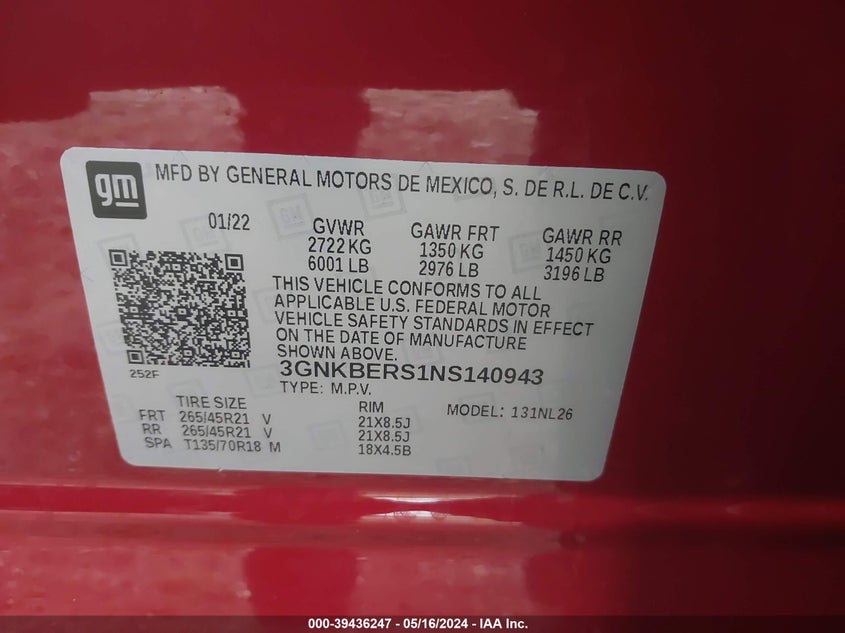 gm
MFD BY GENERAL MOTORS DE MEXICO, S. DE R.L. DE C.V.
01/22 GVWR GAWR FRT GAWR RR
2722 KG 1350 KG 1450 KG
6001 LB 2976 LB 3196 LB
THIS VEHICLE CONFORMS TO ALL
APPLICABLE U.S. FEDERAL MOTOR
VEHICLE SAFETY STANDARDS IN EFFECT
ON THE DATE OF MANUFACTURE
SHOWN ABOVE.
252F
3GNKBERS1NS140943
TYPE: M.P.V.
TIRE SIZE RIM MODEL: 131NL26
FRT 265/45R21 V 21X8.5J
RR 265/45R21 V 21X8.5J
SPA T135/70R18 M 18X4.5B
000-39436247 - 05/16/2024 - IAA Inc.